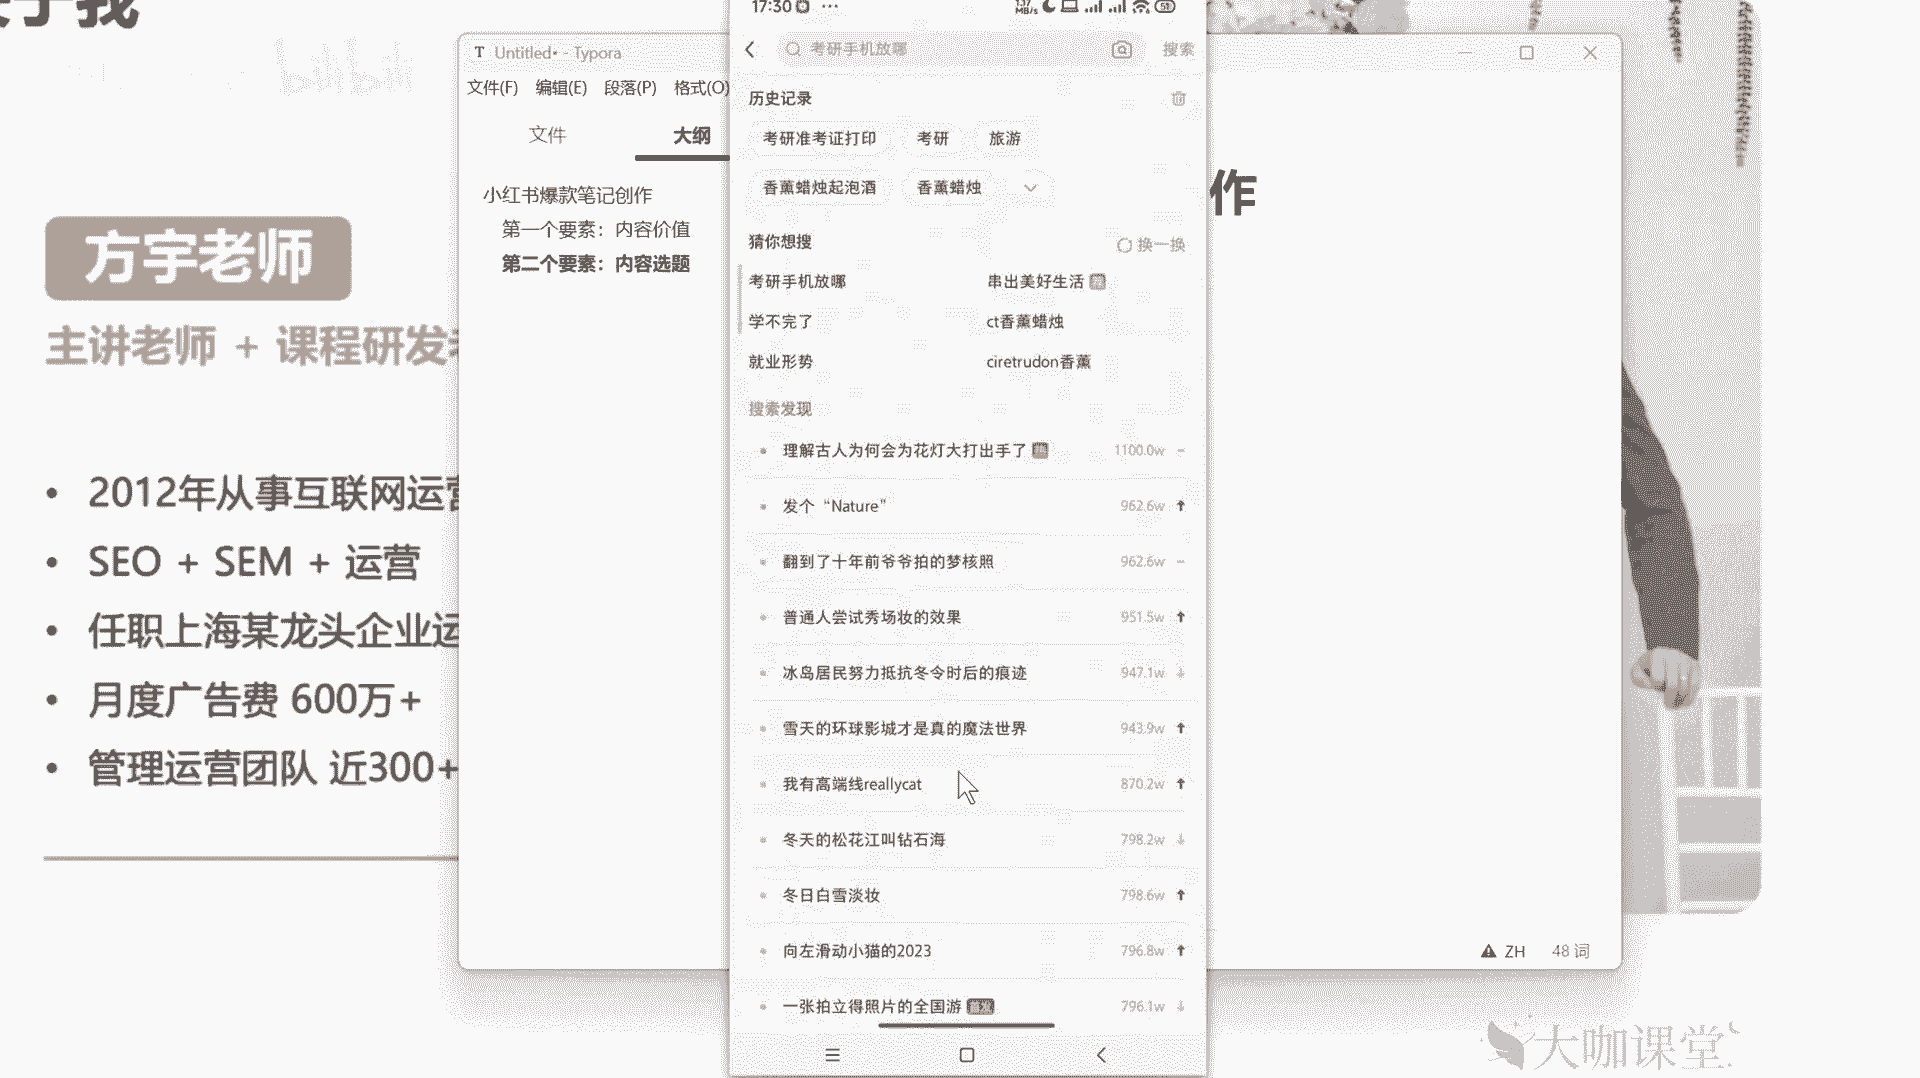 关于我
bilibili
方宇老师
主讲老师 + 课程研发
2012年从事互联网运营
SEO + SEM + 运营
任职上海某龙头企业运
月度广告费 600万+
管理运营团队 近300+
T Untitled• - Typora
文件(F) 编辑(E) 段落(P) 格式(O)
文件 大纲
小红书爆款笔记创作
第一个要素：内容价值
第二个要素：内容选题
作
ZH 48 词
17:30
考研手机放哪 搜索
历史记录
考研准考证打印 考研 旅游
香薰蜡烛起泡酒 香薰蜡烛
猜你想搜 换一换
考研手机放哪 串出美好生活
学不完了 ct香薰蜡烛
就业形势 ciretrudon香薰
搜索发现
理解古人为何会为花灯大打出手了 热 1100.0w
发个“Nature” 962.6w
翻到了十年前爷爷拍的梦核照 962.6w
普通人尝试秀场妆的效果 951.5w
冰岛居民努力抵抗冬令时后的痕迹 947.1w
雪天的环球影城才是真的魔法世界 943.9w
我有高端线reallycat 870.2w
冬天的松花江叫钻石海 798.2w
冬日白雪淡妆 798.6w
向左滑动小猫的2023 796.8w
一张拍立得照片的全国游 796.1w
大咖课堂